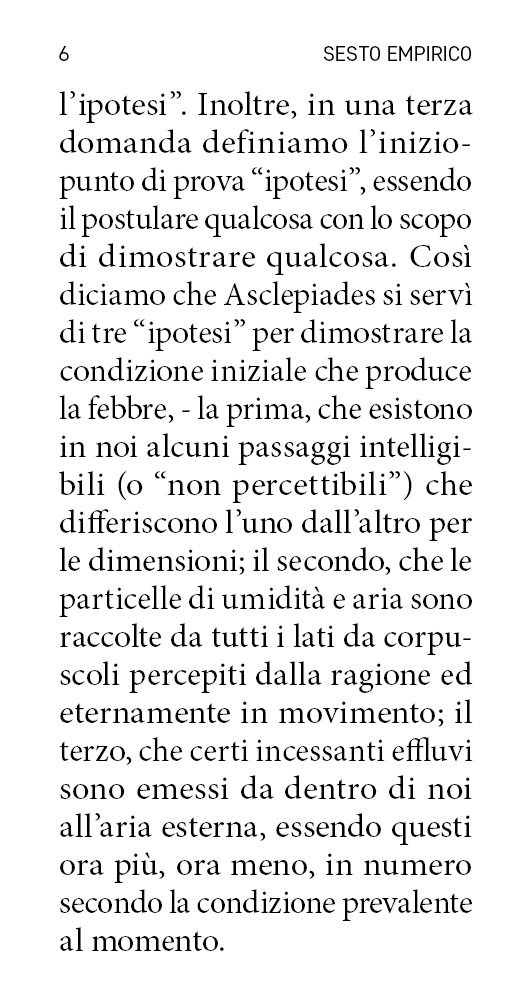 6 SESTO EMPIRICO
l’ipotesi”. Inoltre, in una terza
domanda definiamo l’inizio-
punto di prova “ipotesi”, essendo
il postulare qualcosa con lo scopo
di dimostrare qualcosa. Così
diciamo che Asclepiades si servì
di tre “ipotesi” per dimostrare la
condizione iniziale che produce
la febbre, - la prima, che esistono
in noi alcuni passaggi intelligi-
bili (o “non percettibili”) che
differiscono l’uno dall’altro per
le dimensioni; il secondo, che le
particelle di umidità e aria sono
raccolte da tutti i lati da corpu-
scoli percepiti dalla ragione ed
eternamente in movimento; il
terzo, che certi incessanti effluvi
sono emessi da dentro di noi
all’aria esterna, essendo questi
ora più, ora meno, in numero
secondo la condizione prevalente
al momento.